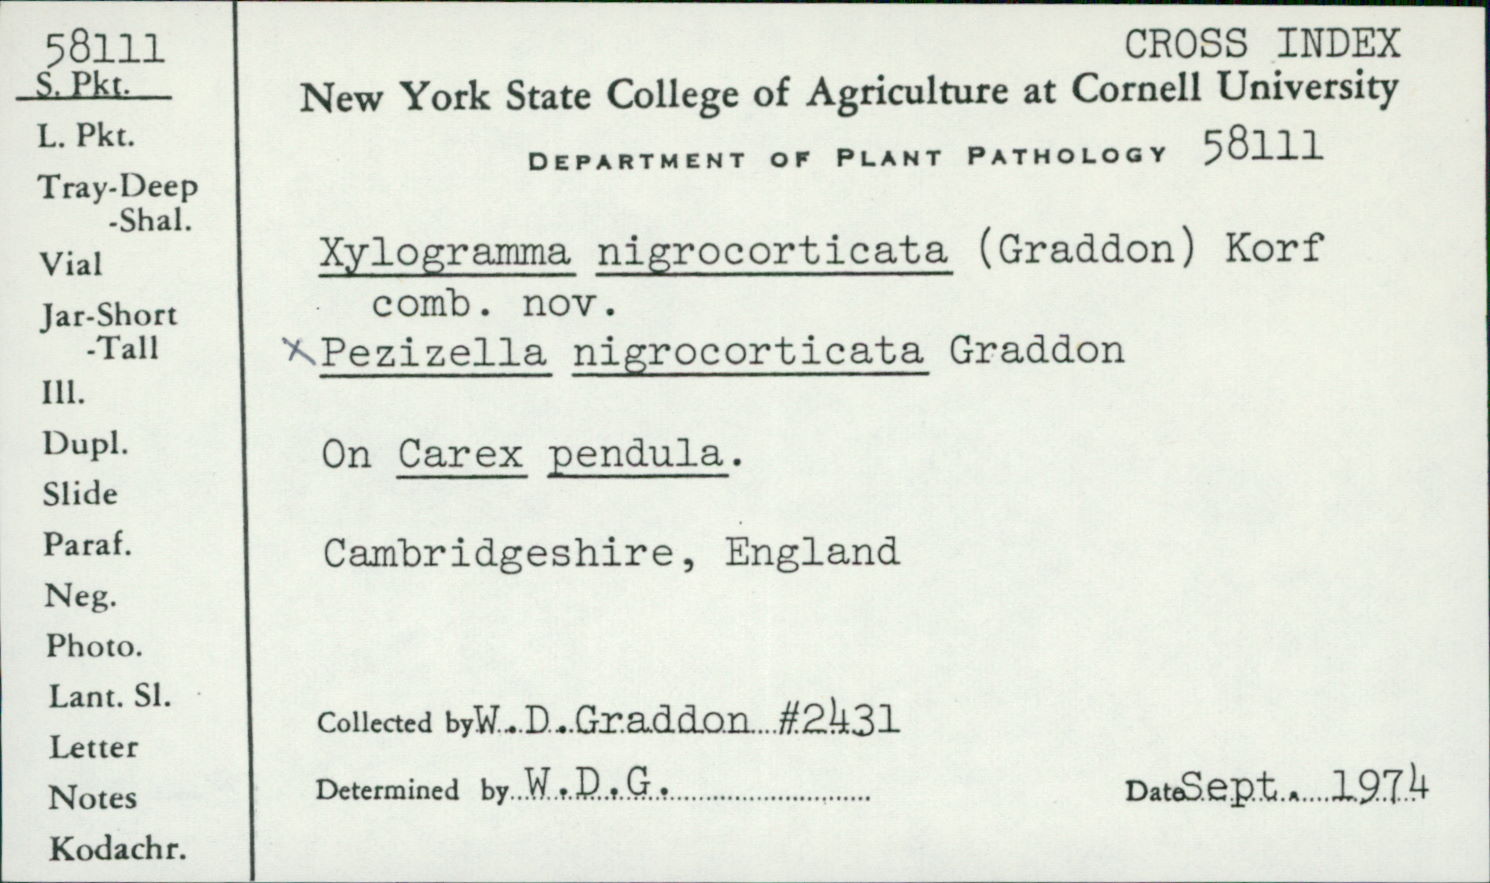 58111
S. Pkt.
L. Pkt.
Tray-Deep
-Shal.
Vial
Jar-Short
-Tall
Ill.
Dupl.
Slide
Paraf.
Neg.
Photo.
Lant. Sl.
Letter
Notes
Kodachr.
CROSS INDEX
New York State College of Agriculture at Cornell University
DEPARTMENT OF PLANT PATHOLOGY 58111
Xylogramma nigrocorticata (Graddon) Korf
comb. nov.
x Pezizella nigrocorticata Graddon
On Carex pendula.
Cambridgeshire, England
Collected by W.D.Graddon #2431
Determined by W.D.G. Date Sept. 1974